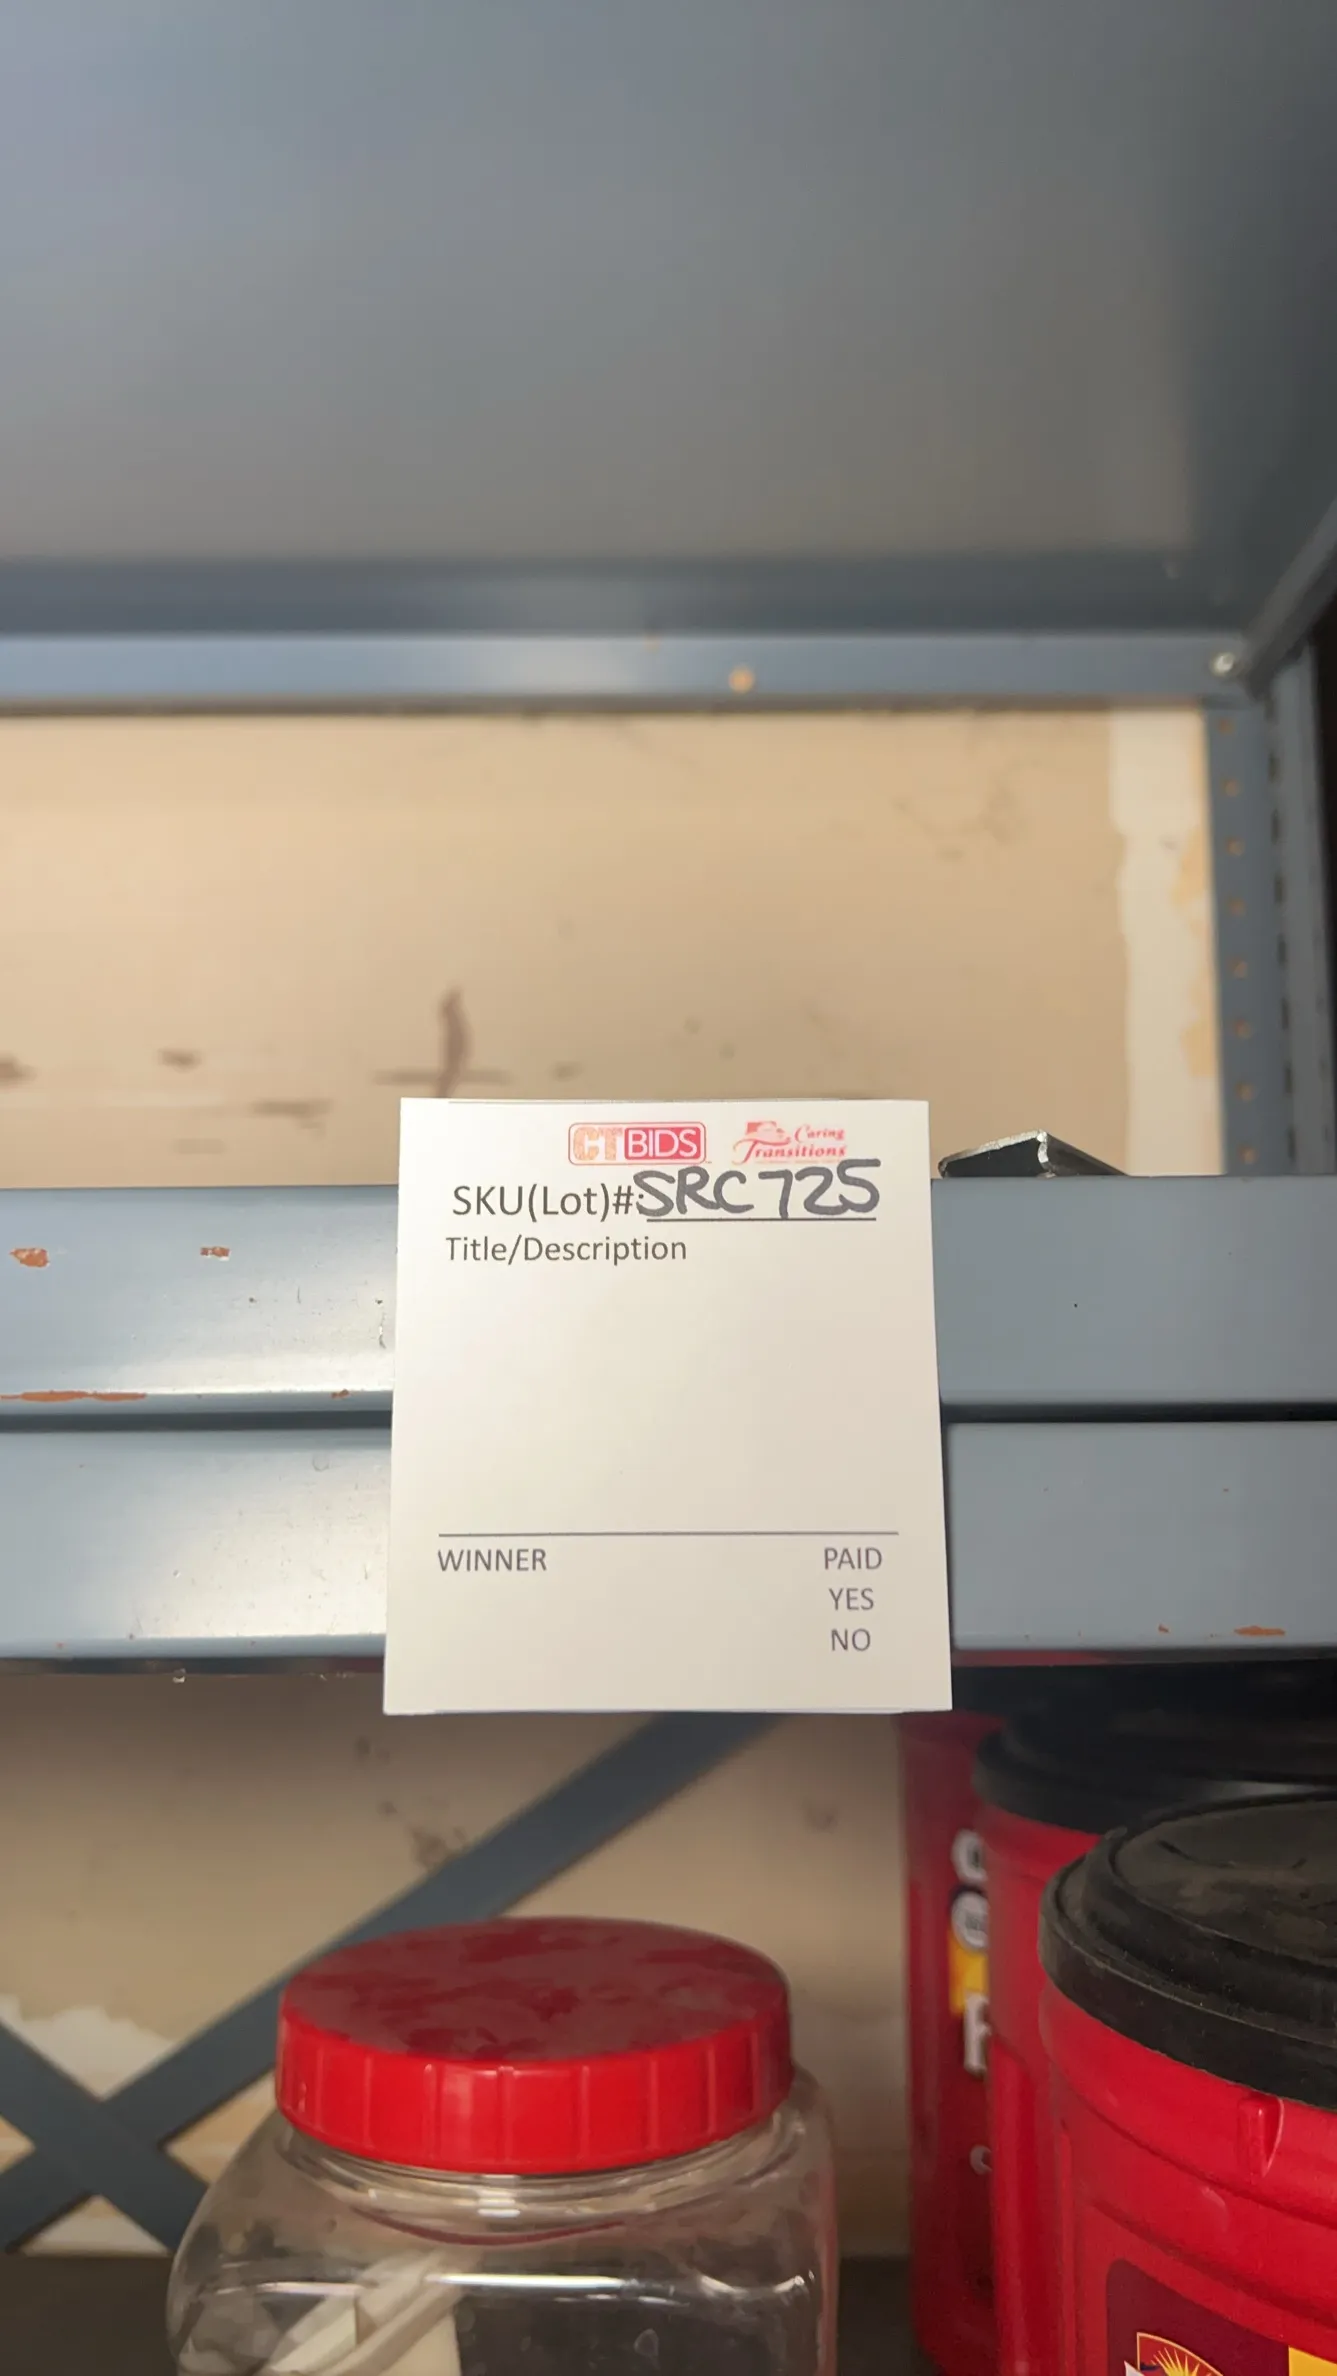 CTBIDS Caring Transitions
SKU(Lot)#:SRC725
Title/Description
WINNER PAID
YES
NO